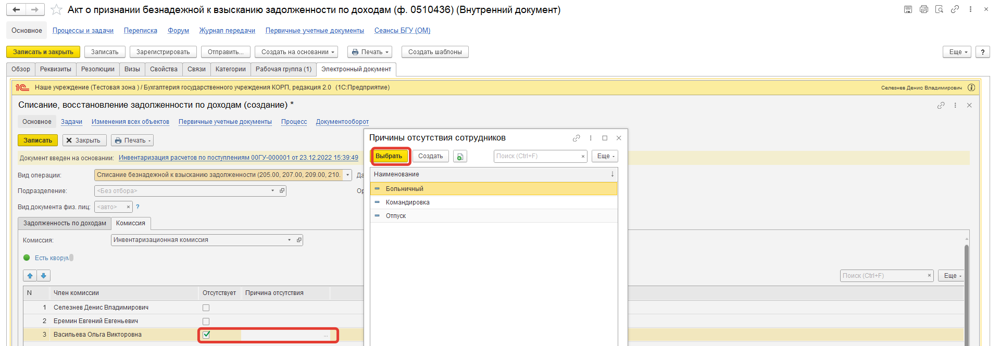 Акт о признании безнадежной к взысканию задолженности по доходам (ф. 0510436) (Внутренний документ)
Основное Процессы и задачи Переписка Форум Журнал передачи Первичные учетные документы Сеансы БГУ (ОМ)
Записать и закрыть Записать Зарегистрировать Отправить... Создать на основании Печать Создать шаблоны Еще ?
Обзор Реквизиты Резолюции Визы Свойства Связи Категории Рабочая группа (1) Электронный документ
1С Наше учреждение (Тестовая зона ) / Бухгалтерия государственного учреждения КОРП, редакция 2.0 (1С:Предприятие) Селезнев Денис Владимирович
Списание, восстановление задолженности по доходам (создание) *
Основное Задачи Изменения всех объектов Первичные учетные документы Процесс Документооборот
Записать Закрыть Печать
Документ введен на основании: Инвентаризация расчетов по поступлениям 00ГУ-000001 от 23.12.2022 15:39:49
Вид операции: Списание безнадежной к взысканию задолженности (205.00, 207.00, 209.00, 210. Да
Подразделение: <Без отбора> Ор
Вид документа физ. лиц: <авто> × ?
Задолженность по доходам Комиссия
Комиссия: Инвентаризационная комиссия
Есть кворум
Поиск (Ctrl+F) × Еще
N Член комиссии Отсутствует Причина отсутствия
1 Селезнев Денис Владимирович
2 Еремин Евгений Евгеньевич
3 Васильева Ольга Викторовна ...
Причины отсутствия сотрудников
Выбрать Создать Поиск (Ctrl+F) × Еще
Наименование ↓
Больничный
Командировка
Отпуск